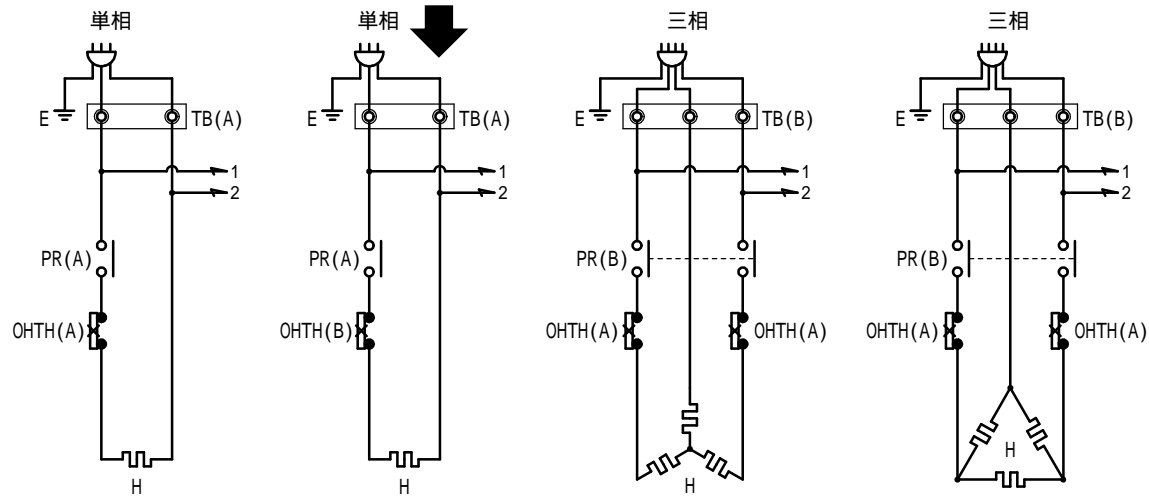 単相
単相
三相
三相
E TB(A)
E TB(A)
E TB(B)
E TB(B)
1
1
1
1
2
2
2
2
PR(A)
PR(A)
PR(B)
PR(B)
OHTH(A)
OHTH(B)
OHTH(A) OHTH(A)
OHTH(A) OHTH(A)
H
H
H
H